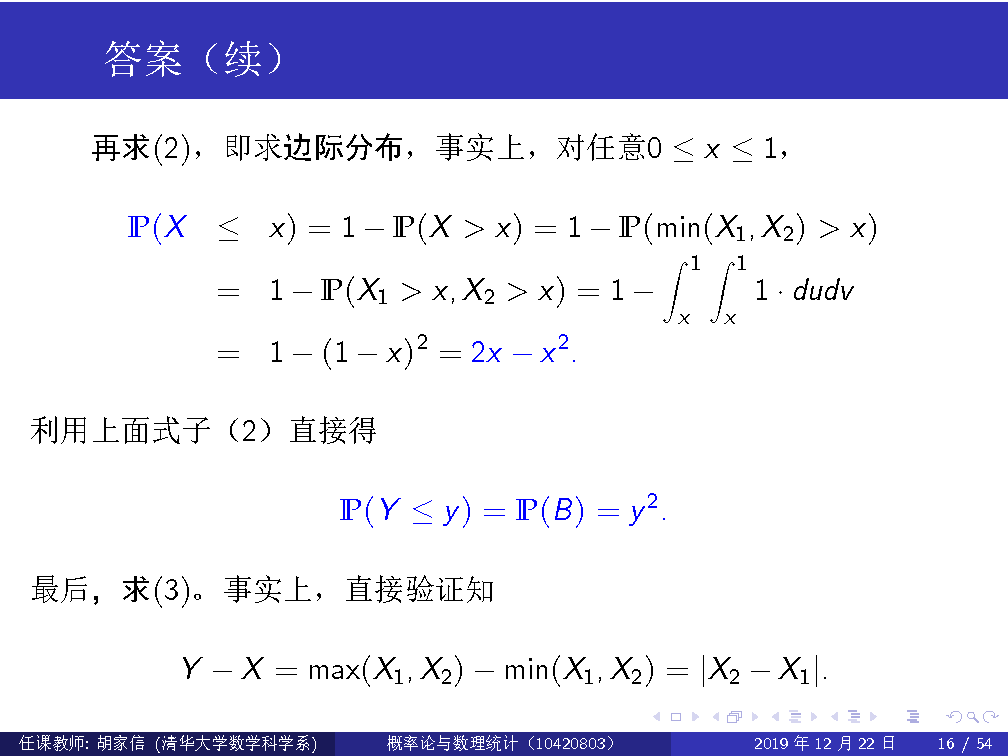 答案（续）
再求(2)，即求边际分布，事实上，对任意0 ≤ x ≤ 1，
ℙ(X ≤ x) = 1 − ℙ(X > x) = 1 − ℙ(min(X₁, X₂) > x)
= 1 − ℙ(X₁ > x, X₂ > x) = 1 − ∫ₓ¹ ∫ₓ¹ 1 · dudv
= 1 − (1 − x)² = 2x − x².
利用上面式子（2）直接得
ℙ(Y ≤ y) = ℙ(B) = y².
最后，求(3)。事实上，直接验证知
Y − X = max(X₁, X₂) − min(X₁, X₂) = |X₂ − X₁|.
任课教师: 胡家信 (清华大学数学科学系) 概率论与数理统计（10420803） 2019 年 12 月 22 日 16 / 54